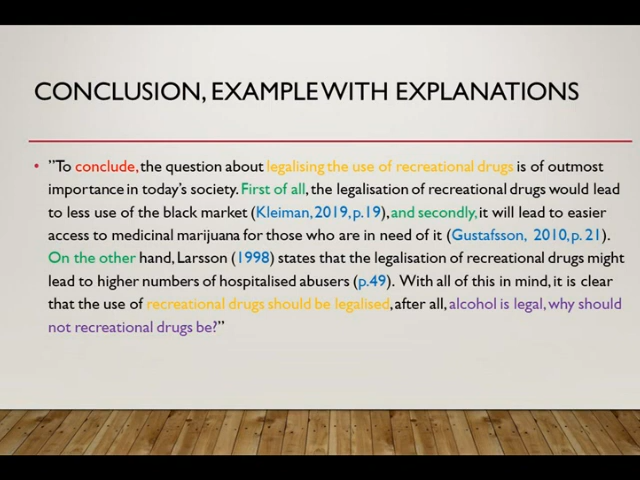 CONCLUSION, EXAMPLE WITH EXPLANATIONS
• "To conclude, the question about legalising the use of recreational drugs is of outmost
importance in today's society. First of all, the legalisation of recreational drugs would lead
to less use of the black market (Kleiman, 2019, p.19), and secondly, it will lead to easier
access to medicinal marijuana for those who are in need of it (Gustafsson, 2010, p. 21).
On the other hand, Larsson (1998) states that the legalisation of recreational drugs might
lead to higher numbers of hospitalised abusers (p.49). With all of this in mind, it is clear
that the use of recreational drugs should be legalised, after all, alcohol is legal, why should
not recreational drugs be?"